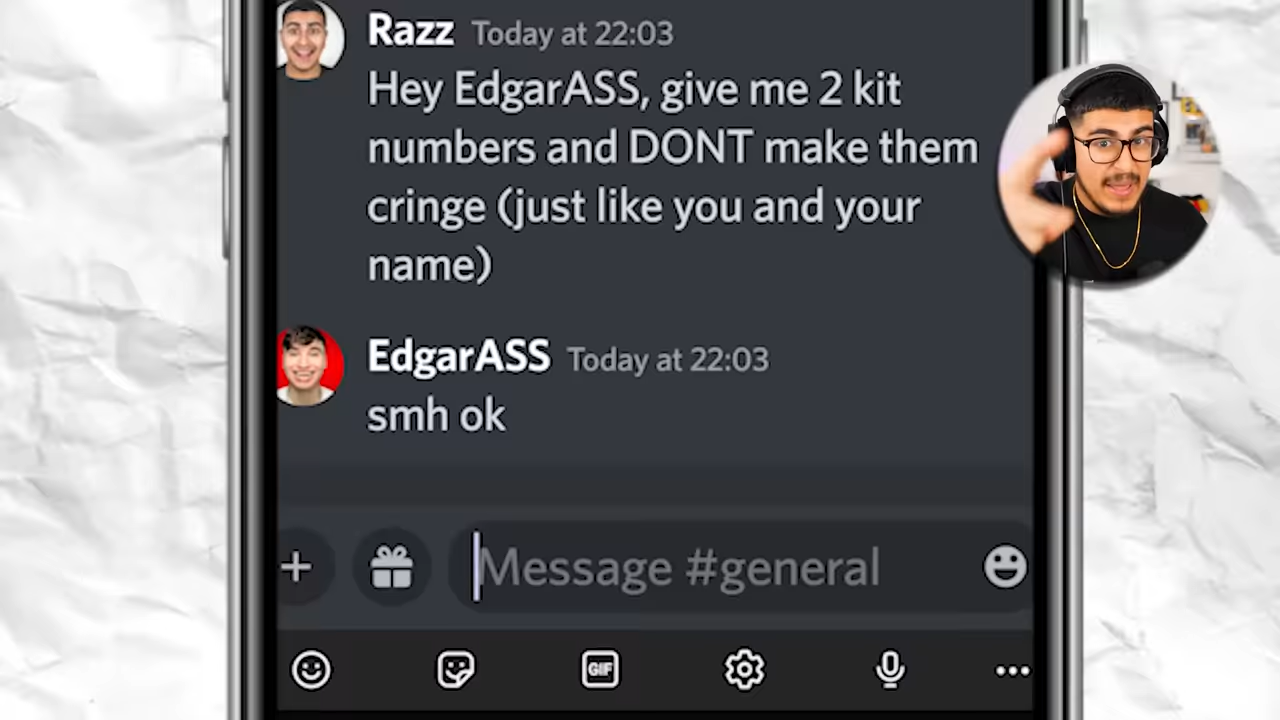 Razz Today at 22:03
Hey EdgarASS, give me 2 kit
numbers and DONT make them
cringe (just like you and your
name)
EdgarASS Today at 22:03
smh ok
Message #general
GIF